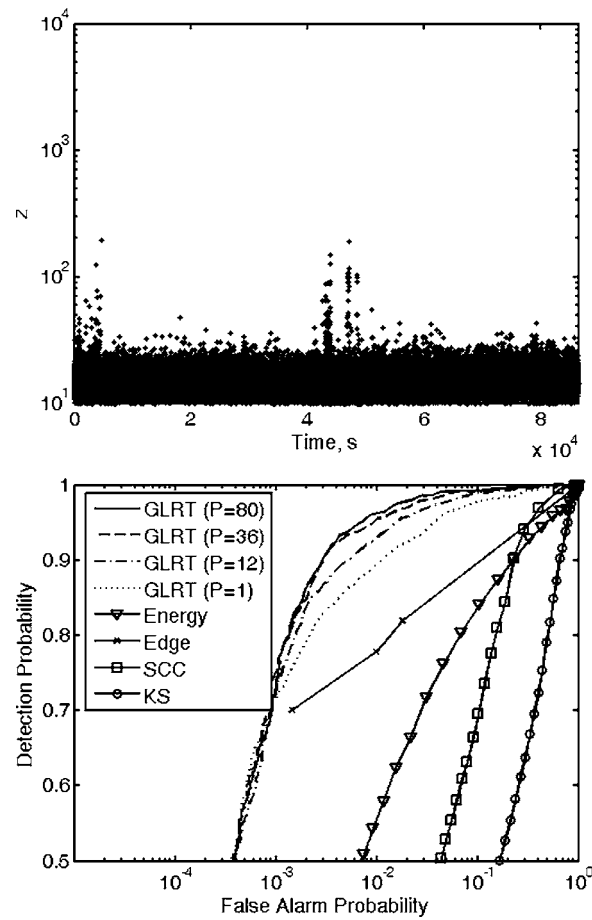 10^4
10^3
10^2
10^1
z
0 2 4 6 8
Time, s
x 10^4
1
0.9
0.8
0.7
0.6
0.5
Detection Probability
GLRT (P=80)
GLRT (P=36)
GLRT (P=12)
GLRT (P=1)
Energy
Edge
SCC
KS
10^-4 10^-3 10^-2 10^-1 10^0
False Alarm Probability